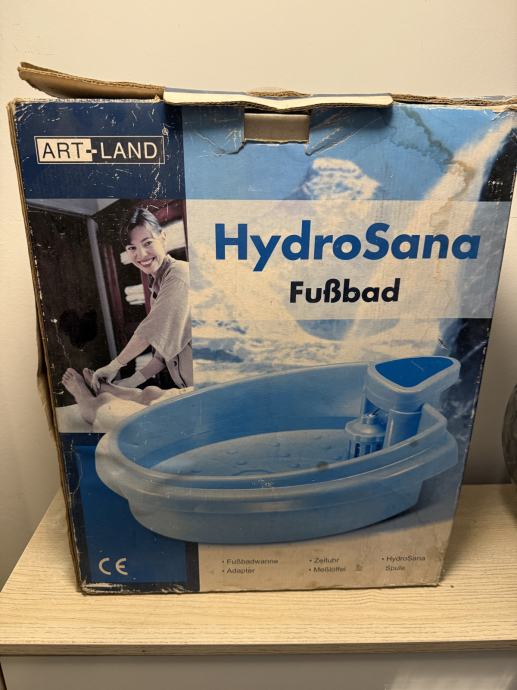 ART-LAND
HydroSana
Fußbad
• Fußbadwanne
• Adapter
• Zeituhr
• Meßlöffel
• HydroSana
Spule
CE